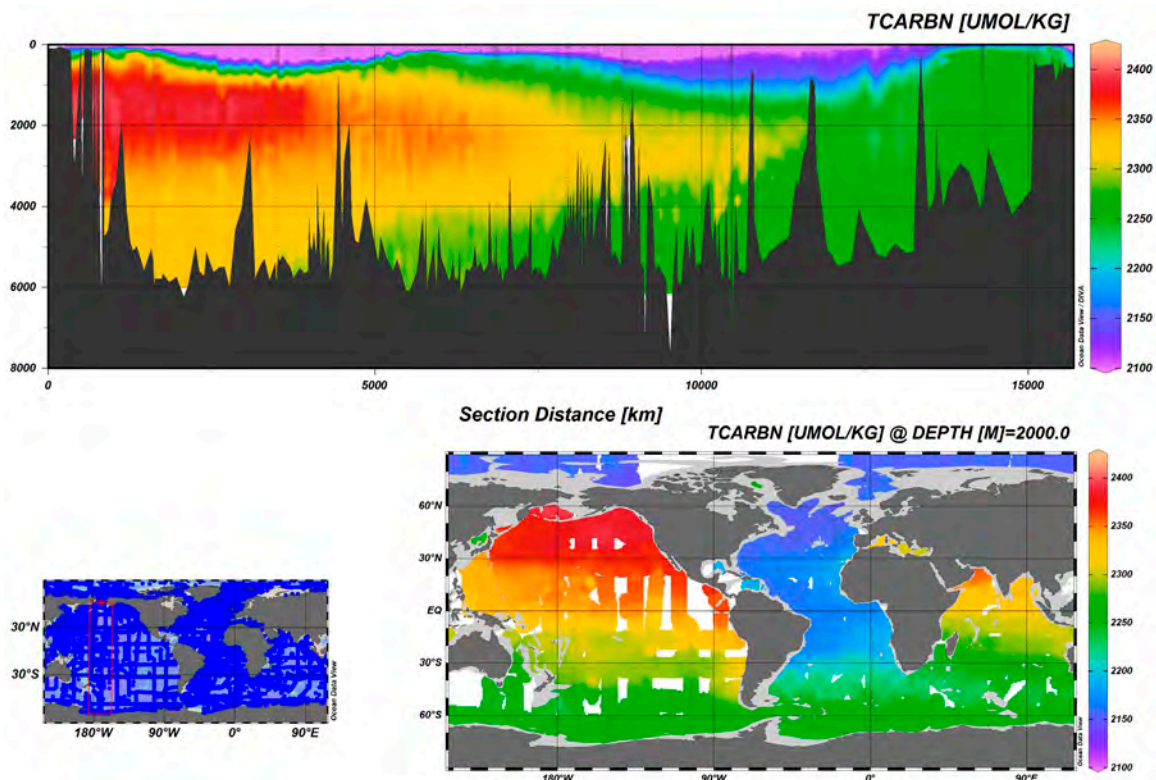 TCARBN [UMOL/KG]
0
2000
4000
6000
8000
0
5000
10000
15000
2400
2350
2300
2250
2200
2150
2100
Ocean Data View / DIVA
Section Distance [km]
TCARBN [UMOL/KG] @ DEPTH [M]=2000.0
60°N
30°N
EQ
30°S
60°S
180°W
90°W
0°
90°E
2400
2350
2300
2250
2200
2150
2100
Ocean Data View
30°N
30°S
180°W
90°W
0°
90°E
Ocean Data View